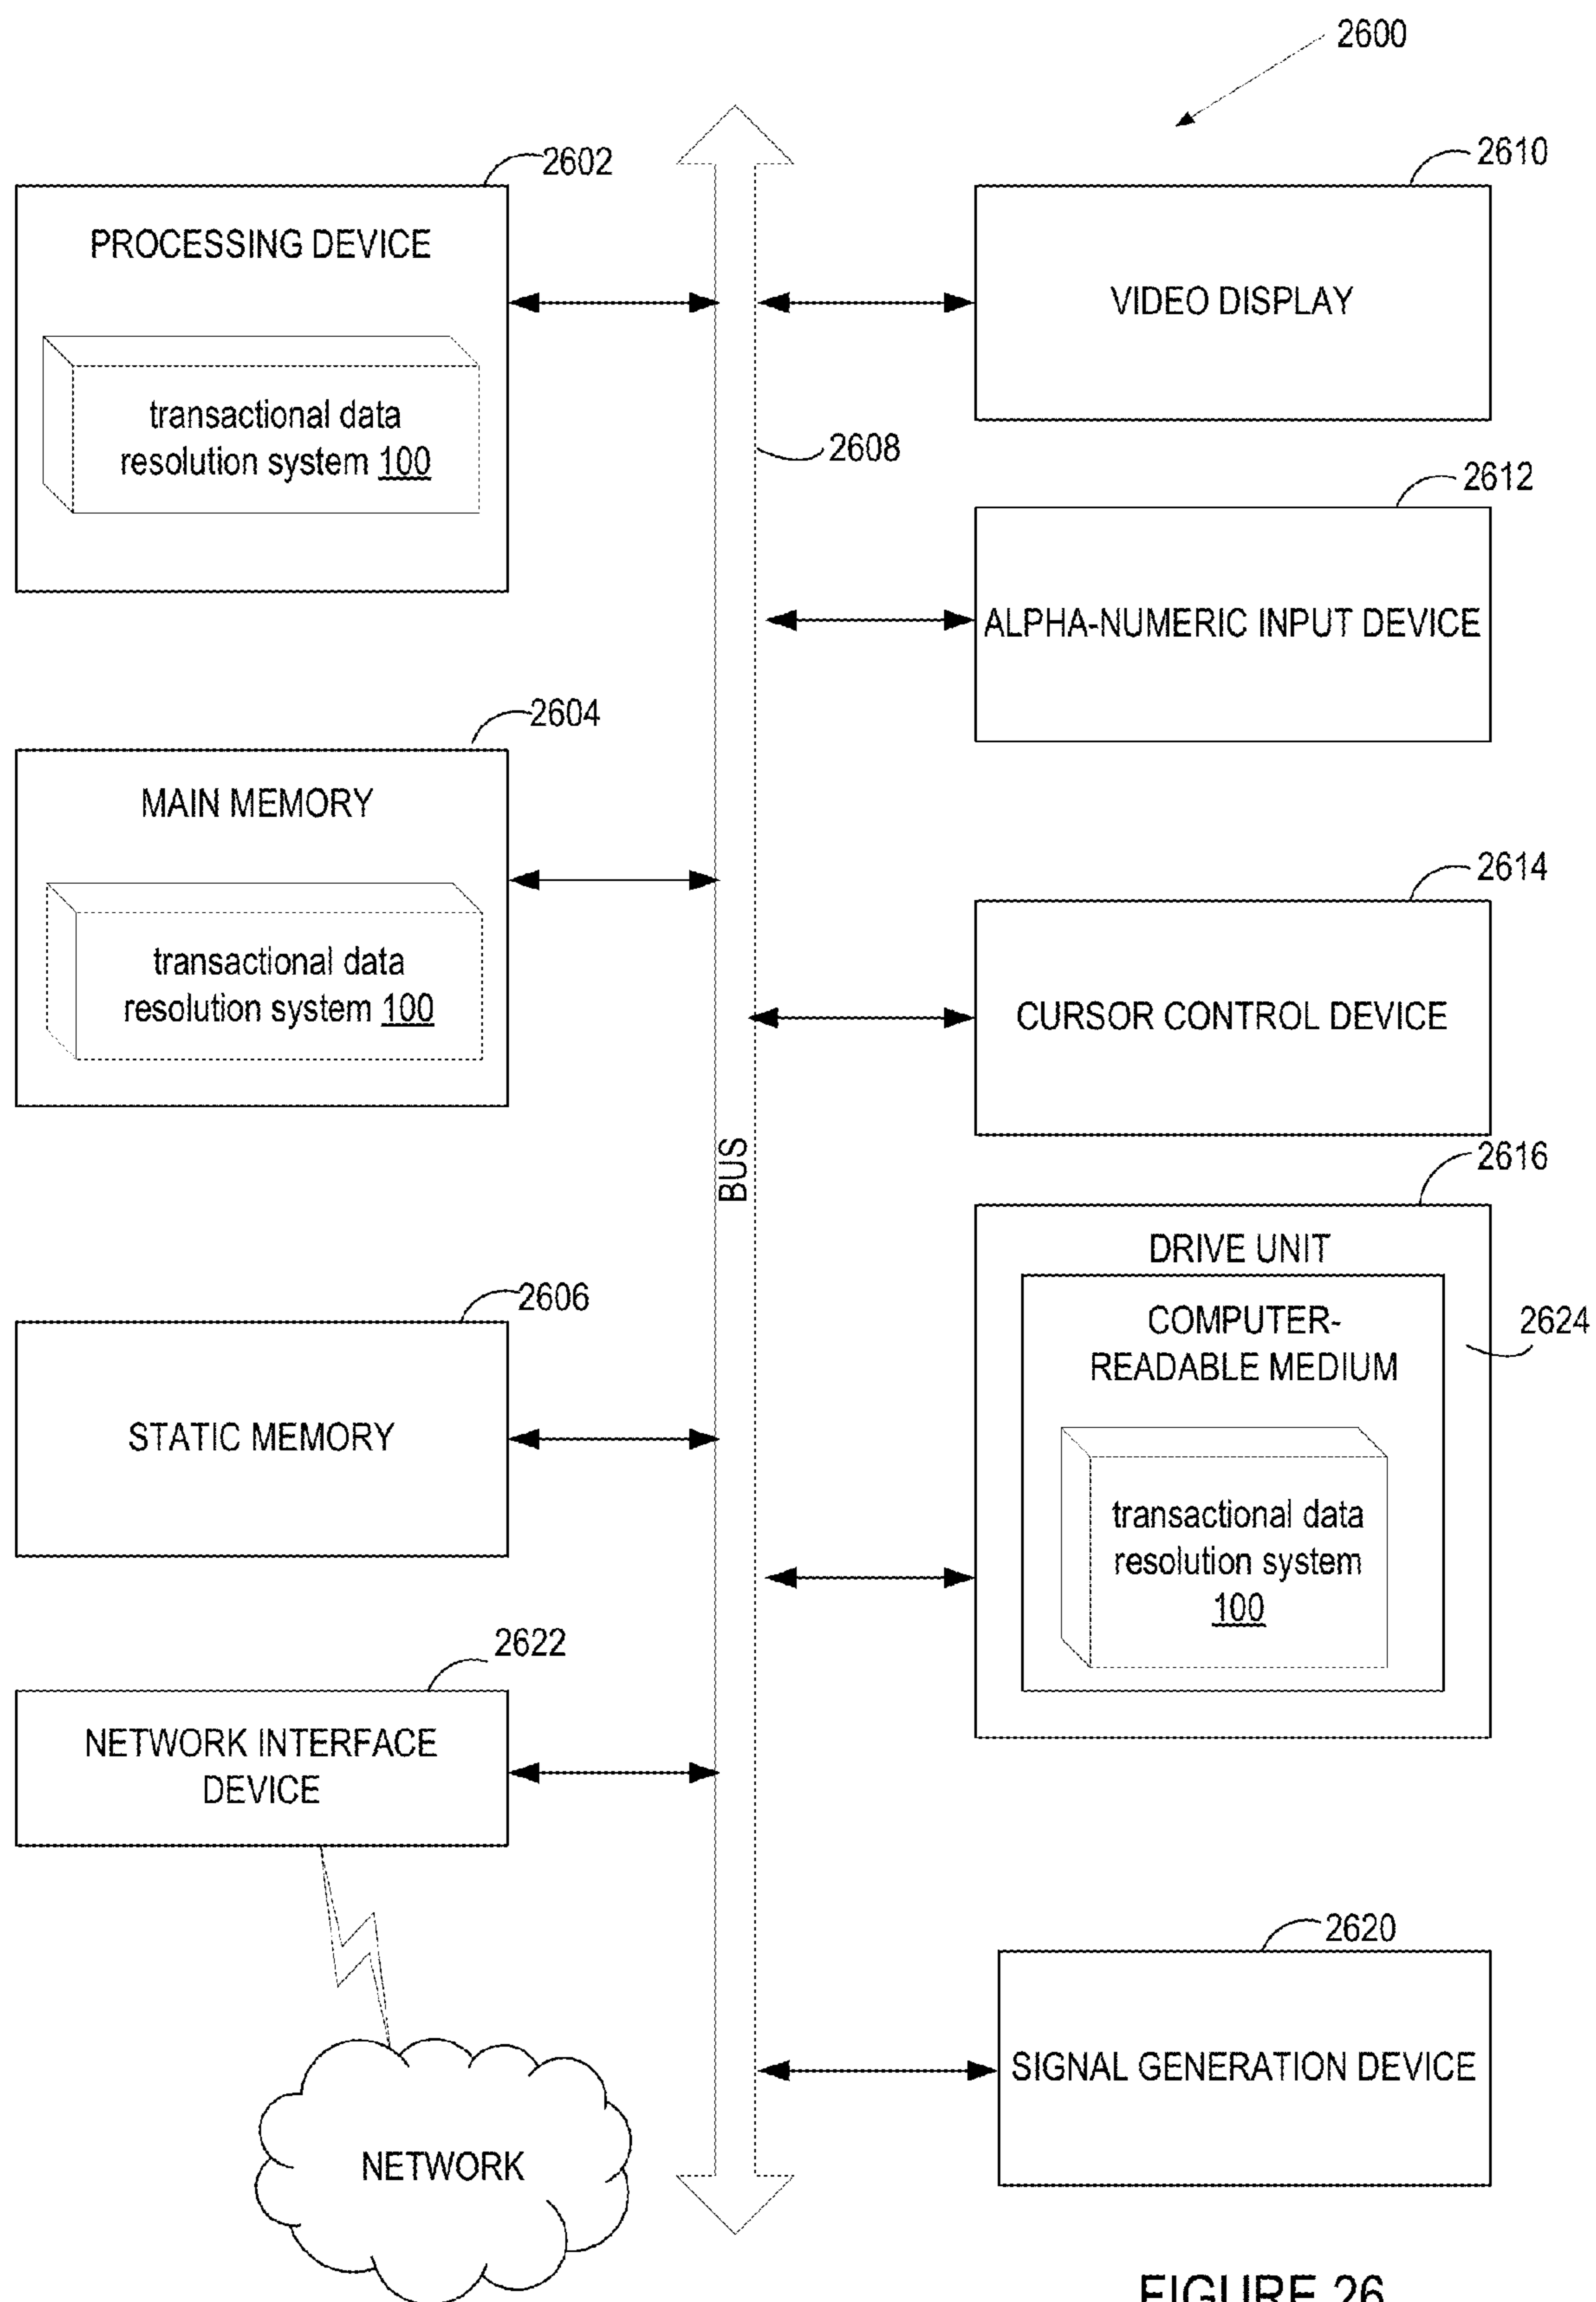 2600
2602
PROCESSING DEVICE
transactional data
resolution system 100
2610
VIDEO DISPLAY
2608
2612
ALPHA-NUMERIC INPUT DEVICE
2604
MAIN MEMORY
transactional data
resolution system 100
2614
CURSOR CONTROL DEVICE
BUS
2616
DRIVE UNIT
COMPUTER-
READABLE MEDIUM
2624
transactional data
resolution system
100
2606
STATIC MEMORY
2622
NETWORK INTERFACE
DEVICE
2620
SIGNAL GENERATION DEVICE
NETWORK
FIGURE 26